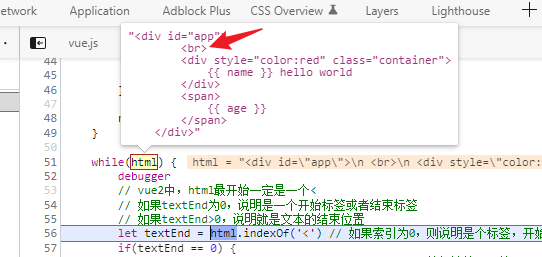 Network Application Adblock Plus CSS Overview Layers Lighthouse
vue.js
"<div id="app">
<br>
<div style="color:red" class="container">
{{ name }} hello world
</div>
<span>
{{ age }}
</span>
</div>"
44
45
46
47
48
49
50 }
51 while(html) { html = "<div id=\"app\">\n <br>\n <div style=\"color:
52 debugger
53 // vue2中，html最开始一定是一个<
54 // 如果textEnd为0，说明是一个开始标签或者结束标签
55 // 如果textEnd>0，说明就是文本的结束位置
56 let textEnd = html.indexOf('<') // 如果索引为0，则说明是个标签，开始
57 if(textEnd == 0) {